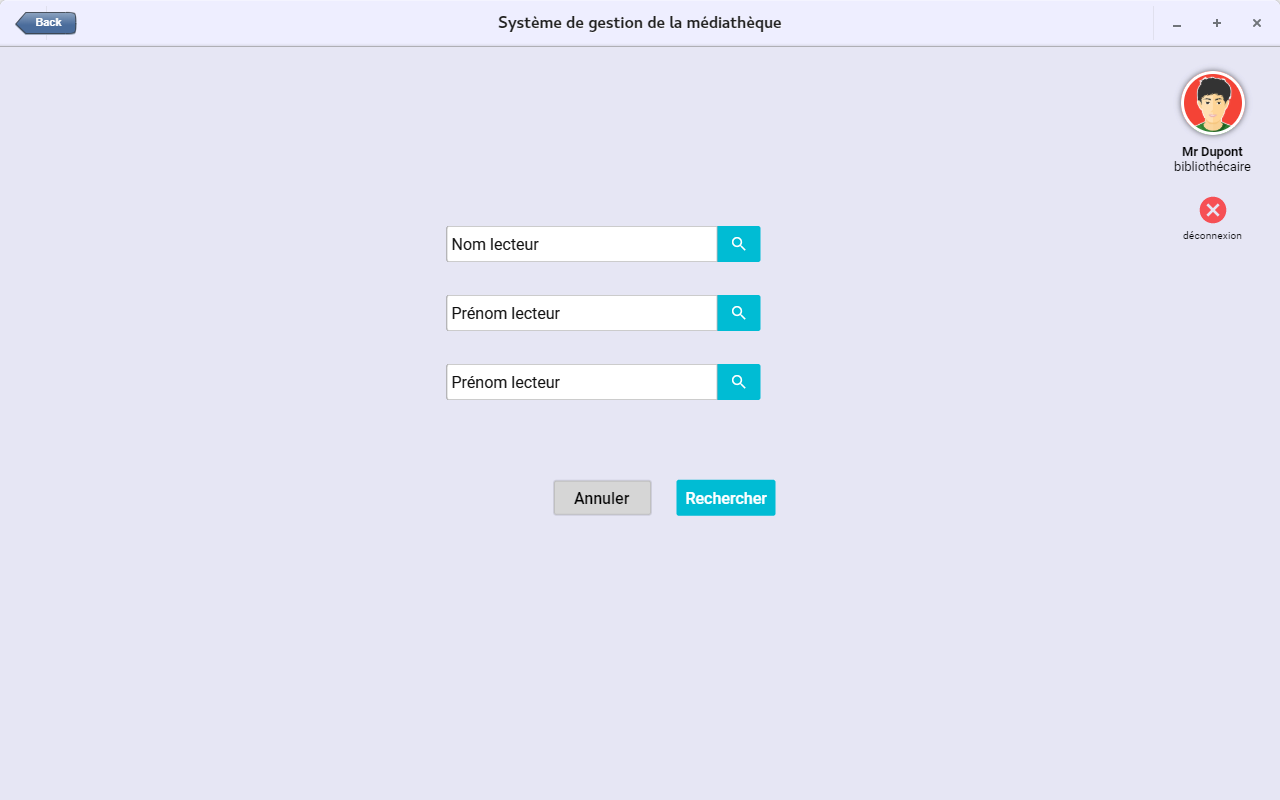 Back
Système de gestion de la médiathèque
Mr Dupont
bibliothécaire
déconnexion
Nom lecteur
Prénom lecteur
Prénom lecteur
Annuler
Rechercher